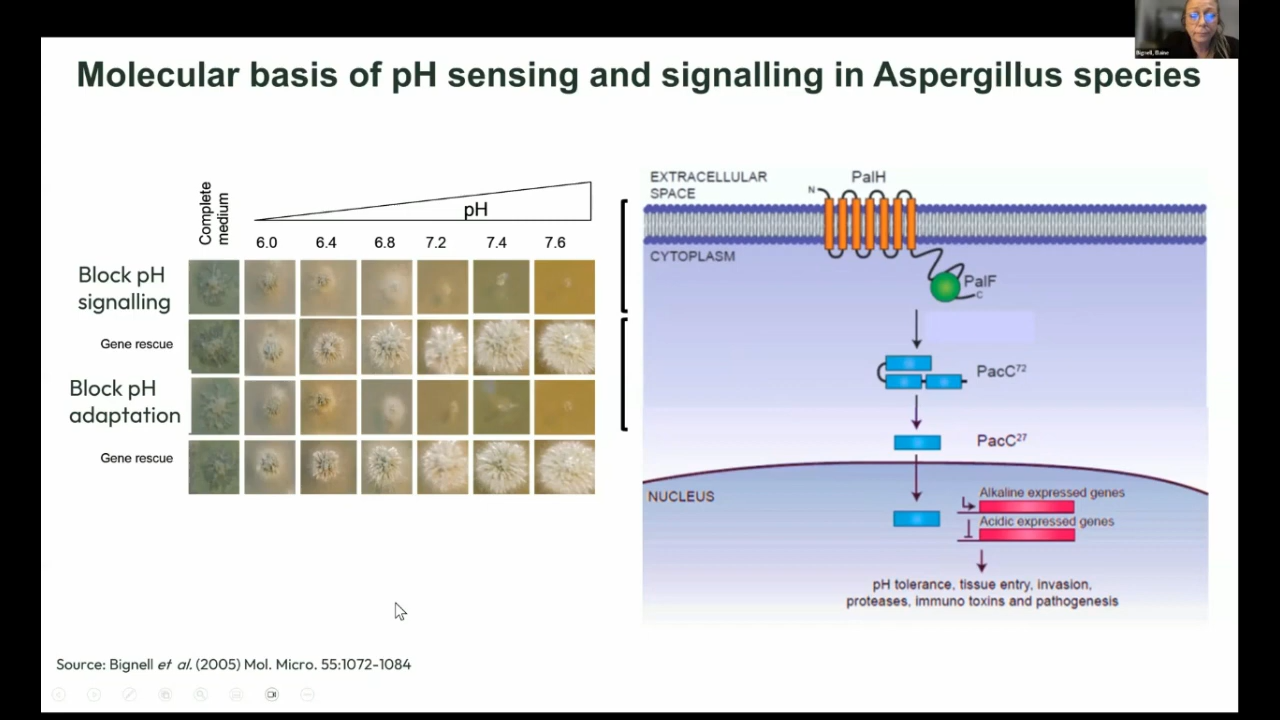 Bignell, Elaine
Molecular basis of pH sensing and signalling in Aspergillus species
Complete
medium
pH
6.0 6.4 6.8 7.2 7.4 7.6
Block pH
signalling
Gene rescue
Block pH
adaptation
Gene rescue
EXTRACELLULAR
SPACE
PalH
N
CYTOPLASM
PalF
C
PacC72
PacC27
NUCLEUS
Alkaline expressed genes
Acidic expressed genes
pH tolerance, tissue entry, invasion,
proteases, immuno toxins and pathogenesis
Source: Bignell et al. (2005) Mol. Micro. 55:1072-1084